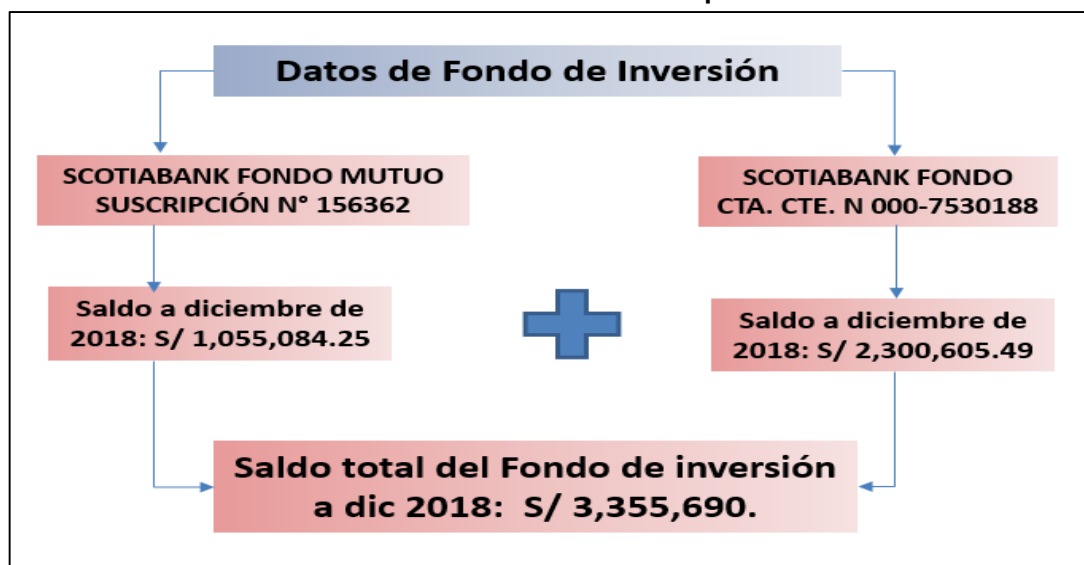 Datos de Fondo de Inversión
SCOTIABANK FONDO MUTUO
SUSCRIPCIÓN N° 156362
SCOTIABANK FONDO
CTA. CTE. N 000-7530188
Saldo a diciembre de
2018: S/ 1,055,084.25
Saldo a diciembre de
2018: S/ 2,300,605.49
Saldo total del Fondo de inversión
a dic 2018: S/ 3,355,690.